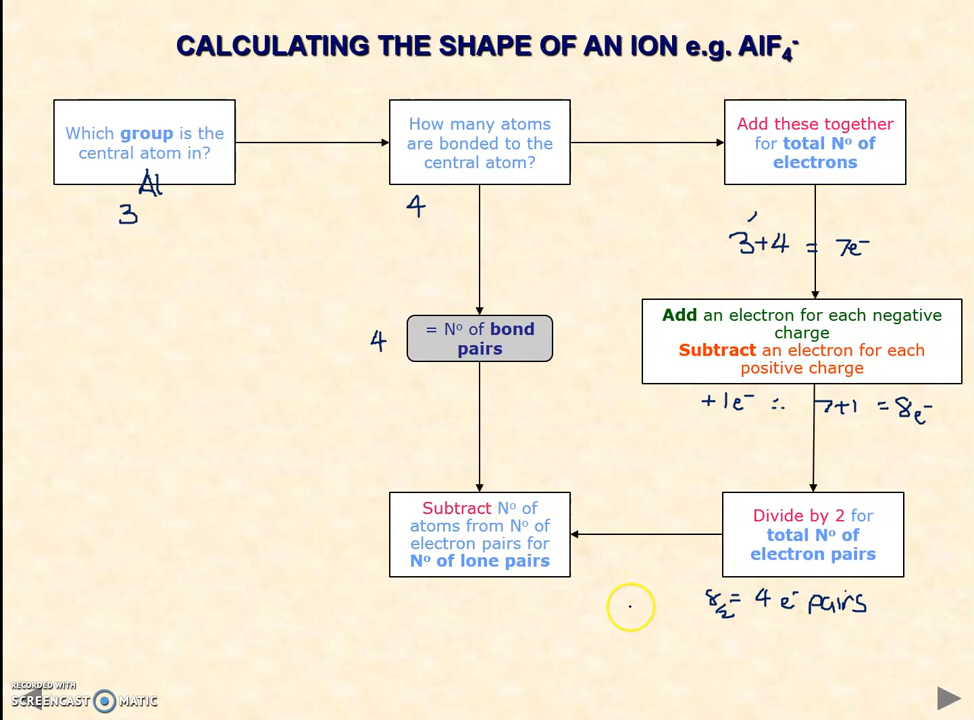 CALCULATING THE SHAPE OF AN ION e.g. AlF4-
Which group is the
central atom in?
Al
3
How many atoms
are bonded to the
central atom?
4
Add these together
for total Nº of
electrons
3+4 = 7e-
Add an electron for each negative
charge
Subtract an electron for each
positive charge
+1e- ∴ 7+1 = 8e-
4
= Nº of bond
pairs
Subtract Nº of
atoms from Nº of
electron pairs for
Nº of lone pairs
Divide by 2 for
total Nº of
electron pairs
8/2 = 4 e- pairs
RECORDED WITH
SCREENCAST MATIC